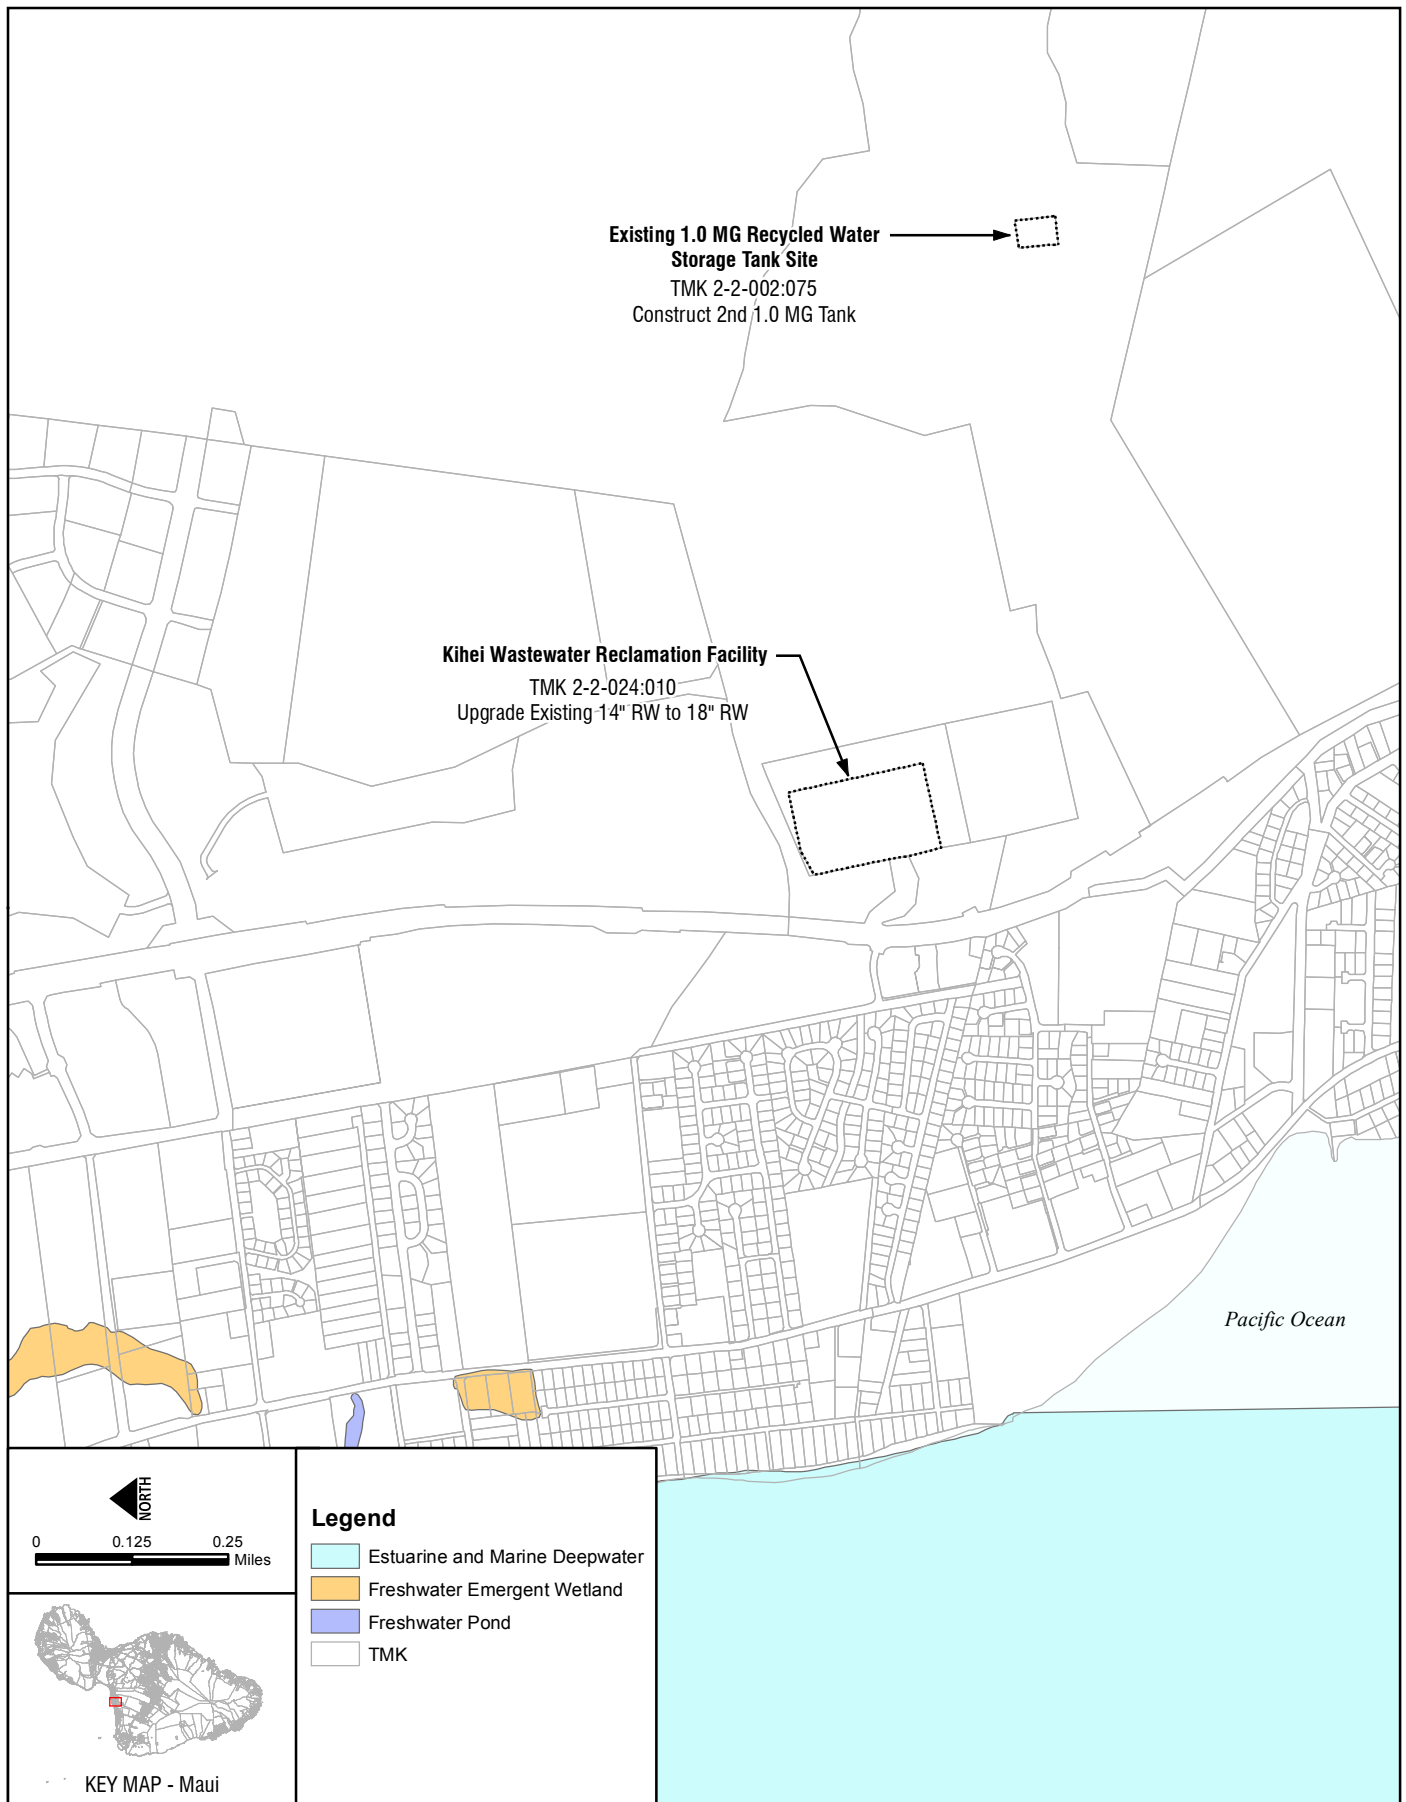 Existing 1.0 MG Recycled Water
Storage Tank Site
TMK 2-2-002:075
Construct 2nd 1.0 MG Tank
Kihei Wastewater Reclamation Facility
TMK 2-2-024:010
Upgrade Existing 14" RW to 18" RW
Pacific Ocean
NORTH
0 0.125 0.25
Miles
KEY MAP - Maui
Legend
Estuarine and Marine Deepwater
Freshwater Emergent Wetland
Freshwater Pond
TMK